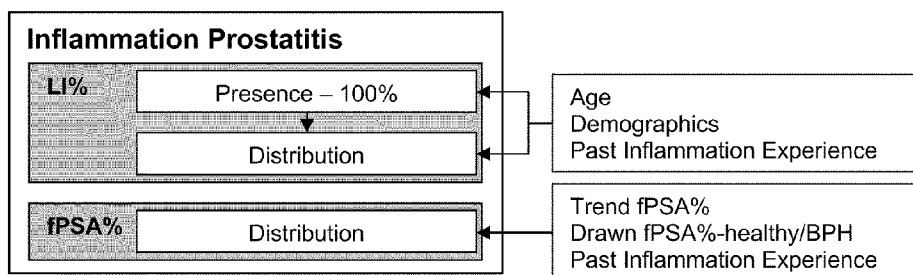 Inflammation Prostatitis
LI%
Presence – 100%
Distribution
Age
Demographics
Past Inflammation Experience
fPSA%
Distribution
Trend fPSA%
Drawn fPSA%-healthy/BPH
Past Inflammation Experience